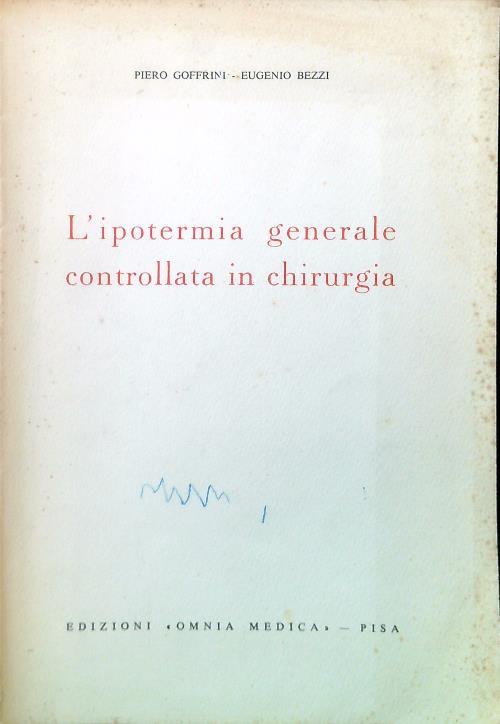 PIERO GOFFRINI - EUGENIO BEZZI
L'ipotermia generale
controllata in chirurgia
EDIZIONI «OMNIA MEDICA» — PISA